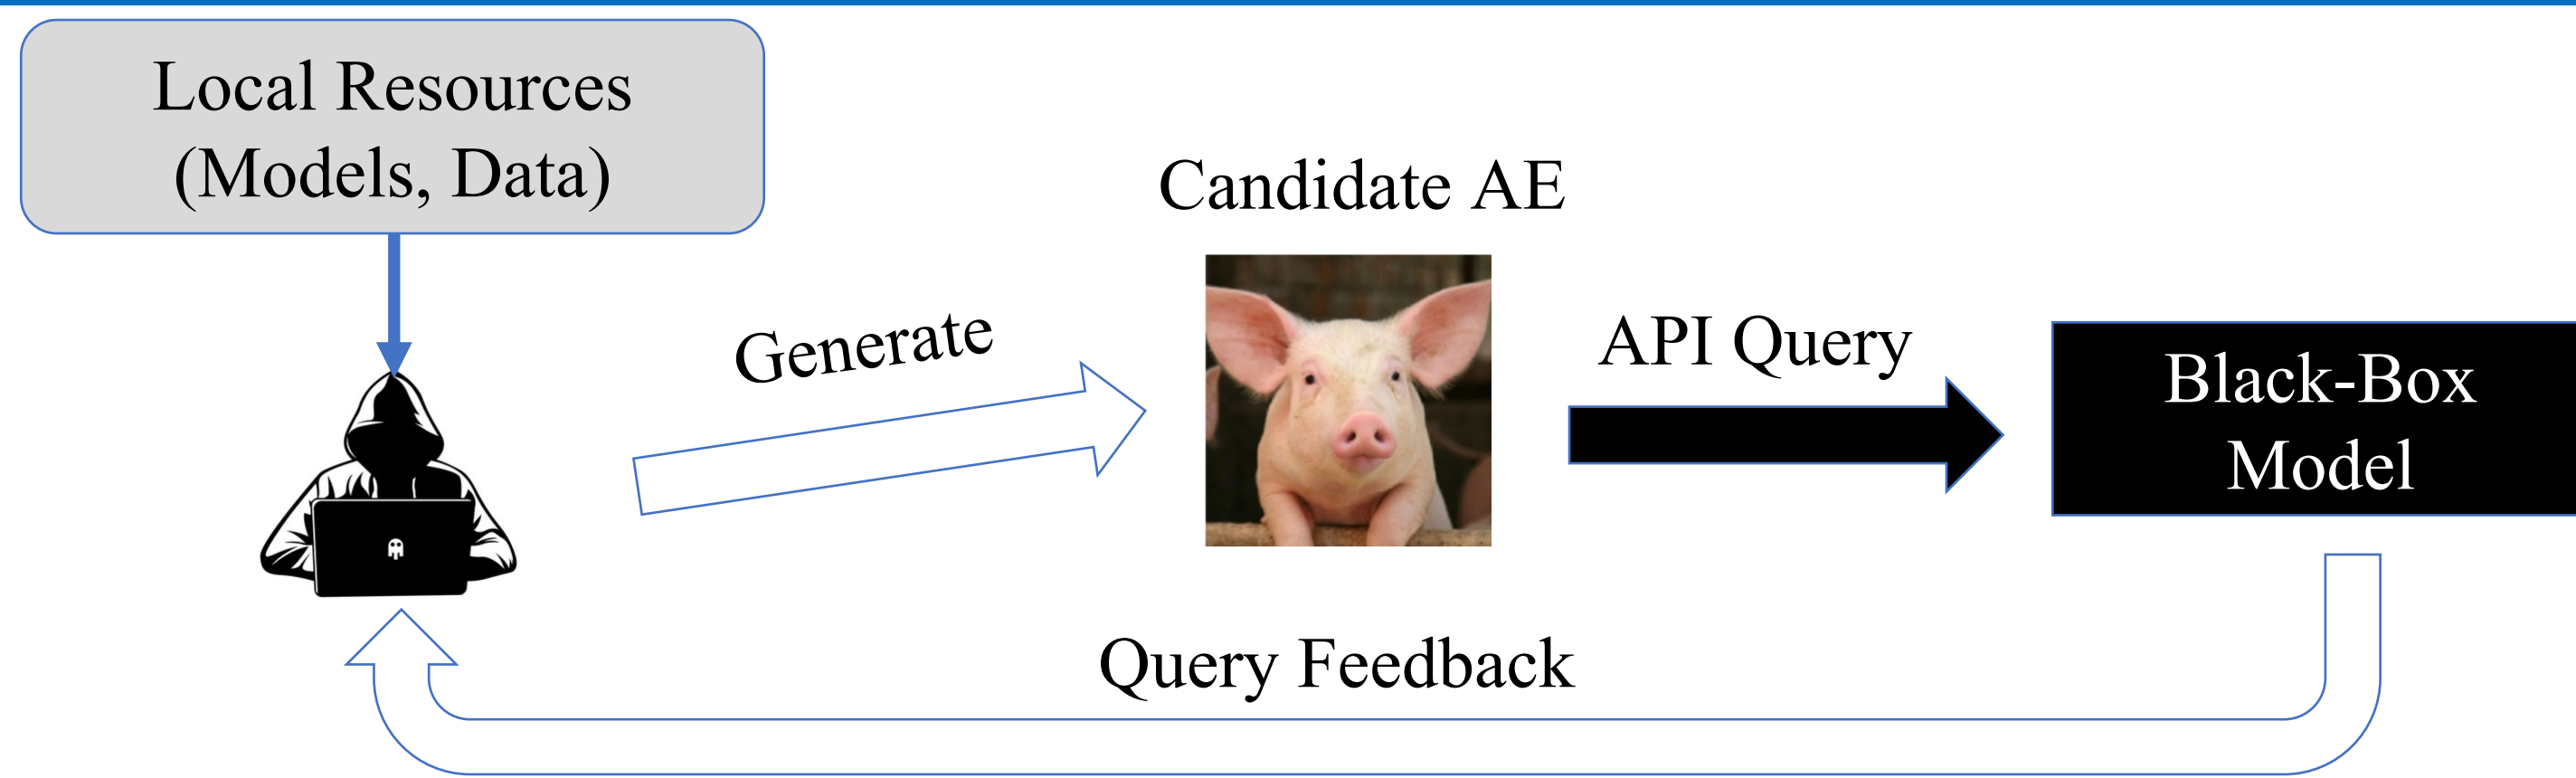 Local Resources
(Models, Data)
Candidate AE
Generate
API Query
Black-Box
Model
Query Feedback